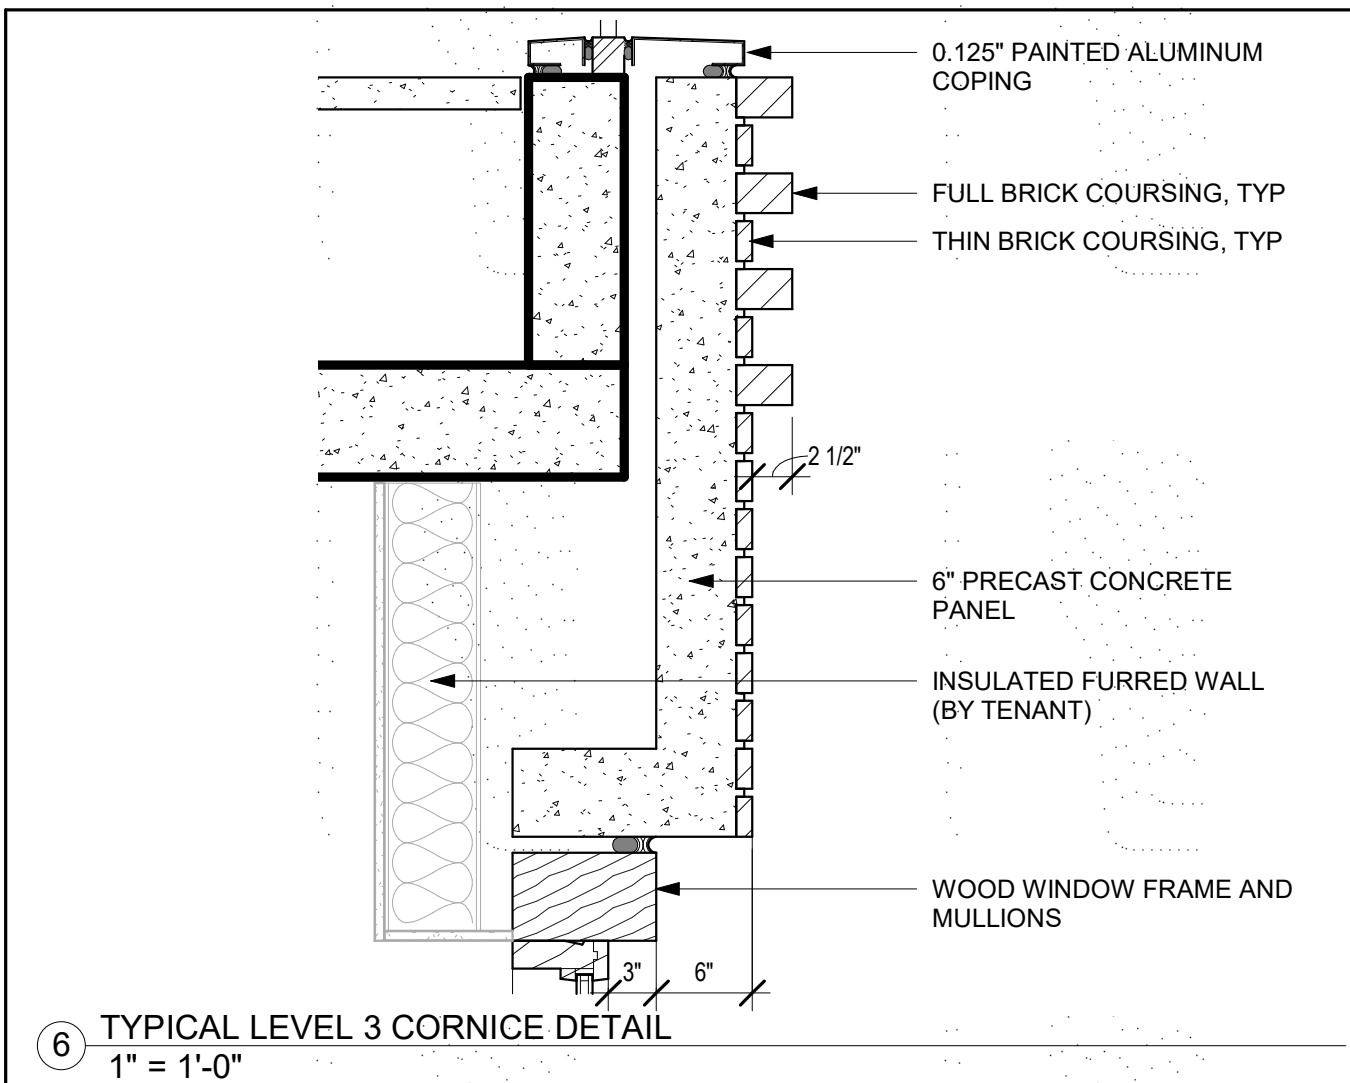 0.125" PAINTED ALUMINUM
COPING
FULL BRICK COURSING, TYP
THIN BRICK COURSING, TYP
2 1/2"
6" PRECAST CONCRETE
PANEL
INSULATED FURRED WALL
(BY TENANT)
WOOD WINDOW FRAME AND
MULLIONS
3"
6"
6
TYPICAL LEVEL 3 CORNICE DETAIL
1" = 1'-0"